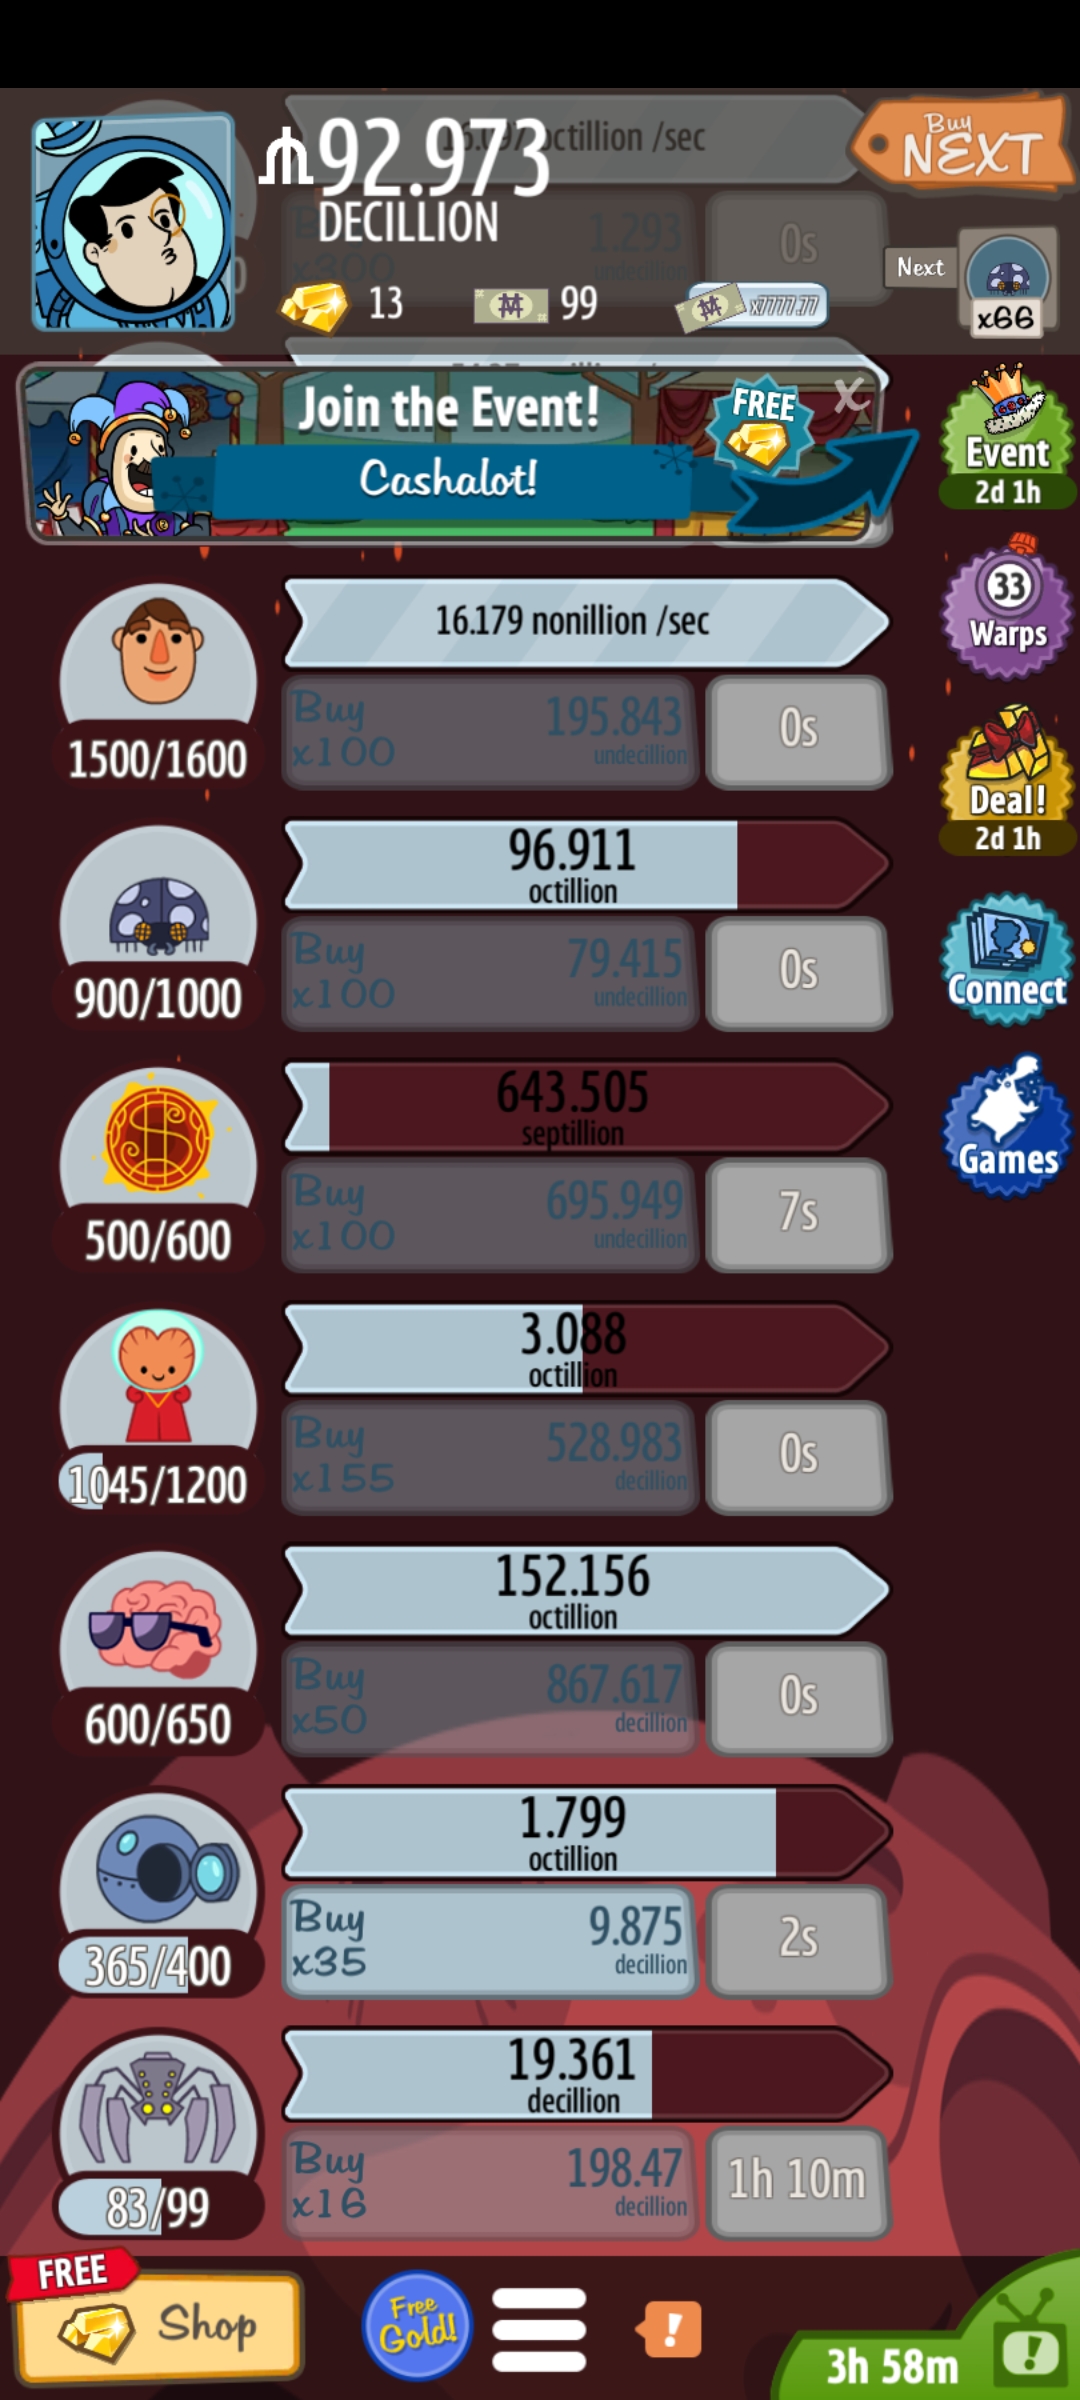 16.097 octillion /sec
92.973
DECILLION
Buy
NEXT
1.293
undecillion
x300
0s
Next
13
99
x7777.77
x66
Join the Event!
FREE
X
Cashalot!
Event
2d 1h
16.179 nonillion /sec
33
Warps
Buy
x100
195.843
undecillion
0s
1500/1600
Deal!
2d 1h
96.911
octillion
Buy
x100
79.415
undecillion
0s
900/1000
Connect
643.505
septillion
Buy
x100
695.949
undecillion
7s
500/600
Games
3.088
octillion
Buy
x155
528.983
decillion
0s
1045/1200
152.156
octillion
Buy
x50
867.617
decillion
0s
600/650
1.799
octillion
Buy
x35
9.875
decillion
2s
365/400
19.361
decillion
Buy
x16
198.47
decillion
1h 10m
83/99
FREE
Shop
Free
Gold!
!
3h 58m
!